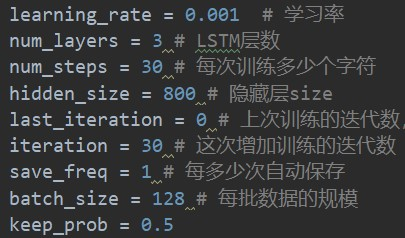 learning_rate = 0.001  # 学习率
num_layers = 3 # LSTM层数
num_steps = 30 # 每次训练多少个字符
hidden_size = 800 # 隐藏层size
last_iteration = 0 # 上次训练的迭代数,
iteration = 30 # 这次增加训练的迭代数
save_freq = 1 # 每多少次自动保存
batch_size = 128 # 每批数据的规模
keep_prob = 0.5